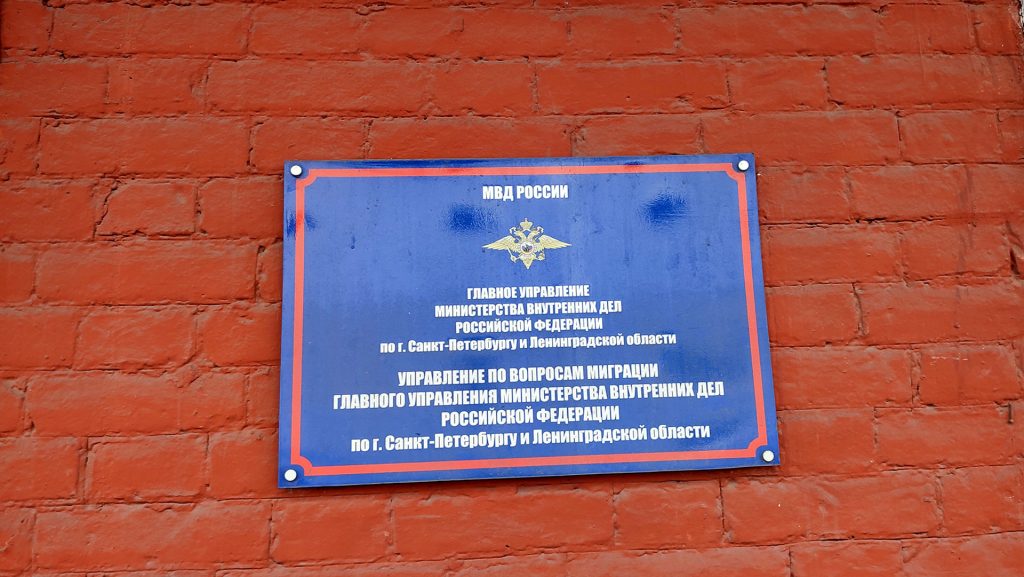 МВД РОССИИ
ГЛАВНОЕ УПРАВЛЕНИЕ
МИНИСТЕРСТВА ВНУТРЕННИХ ДЕЛ
РОССИЙСКОЙ ФЕДЕРАЦИИ
по г. Санкт-Петербургу и Ленинградской области
УПРАВЛЕНИЕ ПО ВОПРОСАМ МИГРАЦИИ
ГЛАВНОГО УПРАВЛЕНИЯ МИНИСТЕРСТВА ВНУТРЕННИХ ДЕЛ
РОССИЙСКОЙ ФЕДЕРАЦИИ
по г. Санкт-Петербургу и Ленинградской области